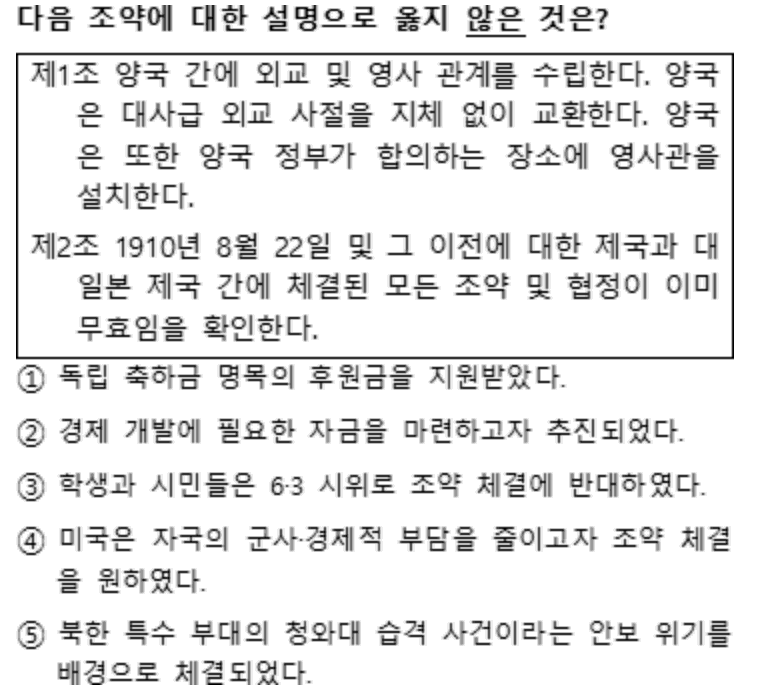 다음 조약에 대한 설명으로 옳지 않은 것은?
제1조 양국 간에 외교 및 영사 관계를 수립한다. 양국
은 대사급 외교 사절을 지체 없이 교환한다. 양국
은 또한 양국 정부가 합의하는 장소에 영사관을
설치한다.
제2조 1910년 8월 22일 및 그 이전에 대한 제국과 대
일본 제국 간에 체결된 모든 조약 및 협정이 이미
무효임을 확인한다.
① 독립 축하금 명목의 후원금을 지원받았다.
② 경제 개발에 필요한 자금을 마련하고자 추진되었다.
③ 학생과 시민들은 6·3 시위로 조약 체결에 반대하였다.
④ 미국은 자국의 군사·경제적 부담을 줄이고자 조약 체결
을 원하였다.
⑤ 북한 특수 부대의 청와대 습격 사건이라는 안보 위기를
배경으로 체결되었다.